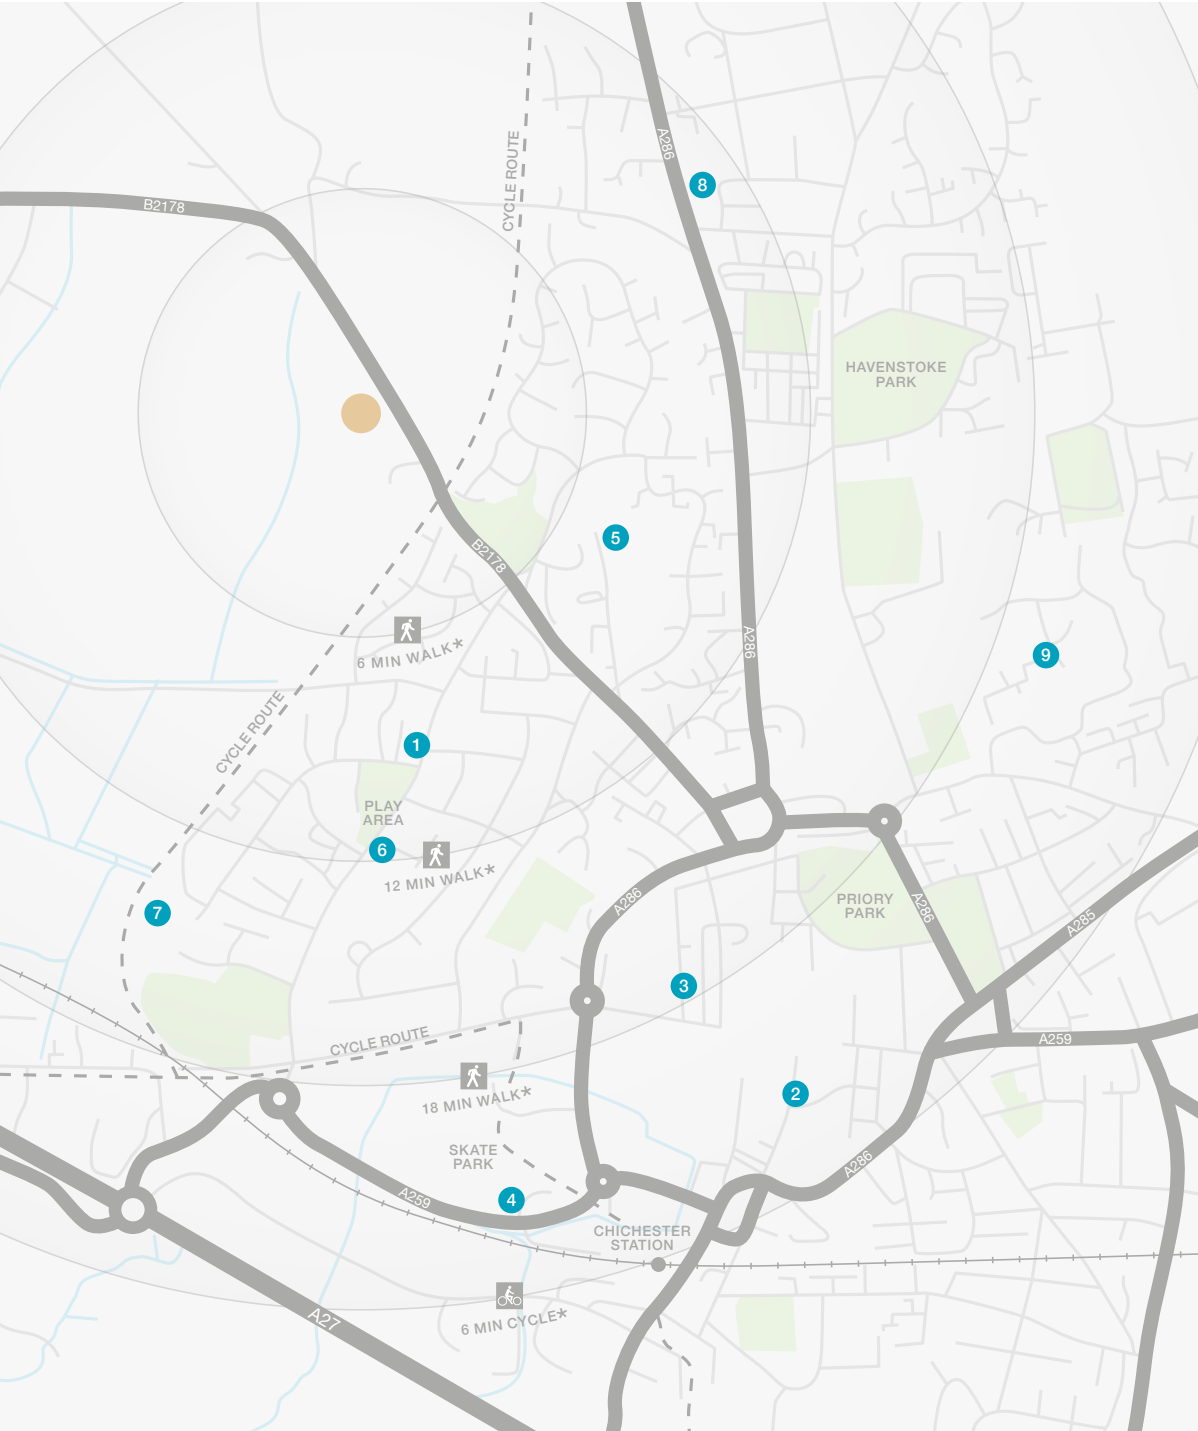 CYCLE ROUTE
A286
8
B2178
HAVENSTOKE
PARK
5
B2178
6 MIN WALK*
A286
9
CYCLE ROUTE
1
PLAY
AREA
6
12 MIN WALK*
7
A286
PRIORY
PARK
A286
A285
3
CYCLE ROUTE
A259
18 MIN WALK*
2
SKATE
PARK
A286
4
A259
CHICHESTER
STATION
6 MIN CYCLE*
A27